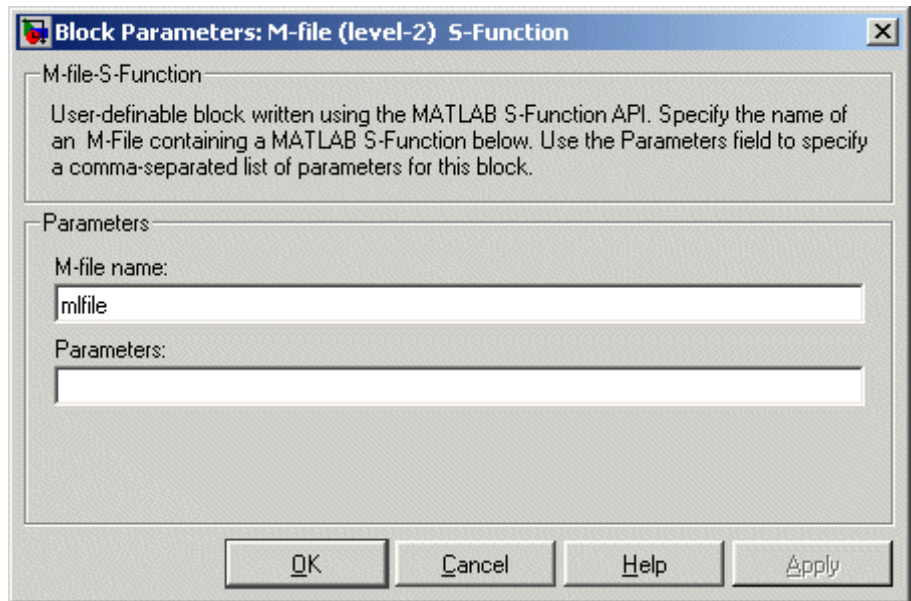 Block Parameters: M-file (level-2) S-Function
M-file-S-Function
User-definable block written using the MATLAB S-Function API. Specify the name of
an M-File containing a MATLAB S-Function below. Use the Parameters field to specify
a comma-separated list of parameters for this block.
Parameters
M-file name:
mlfile
Parameters:
OK Cancel Help Apply